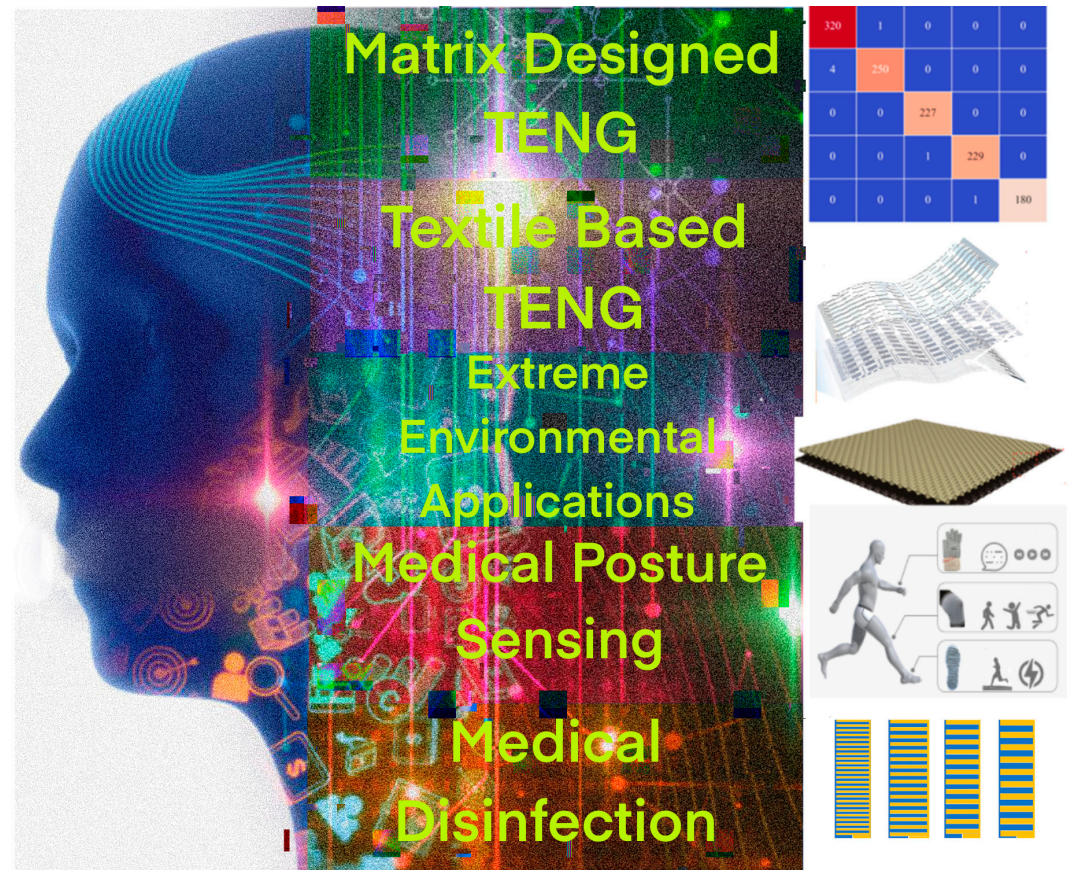 Matrix Designed
TENG
Textile Based
TENG
Extreme
Environmental
Applications
Medical Posture
Sensing
Medical
Disinfection
320 1 0 0 0
4 250 0 0 0
0 0 227 0 0
0 0 1 229 0
0 0 0 1 180